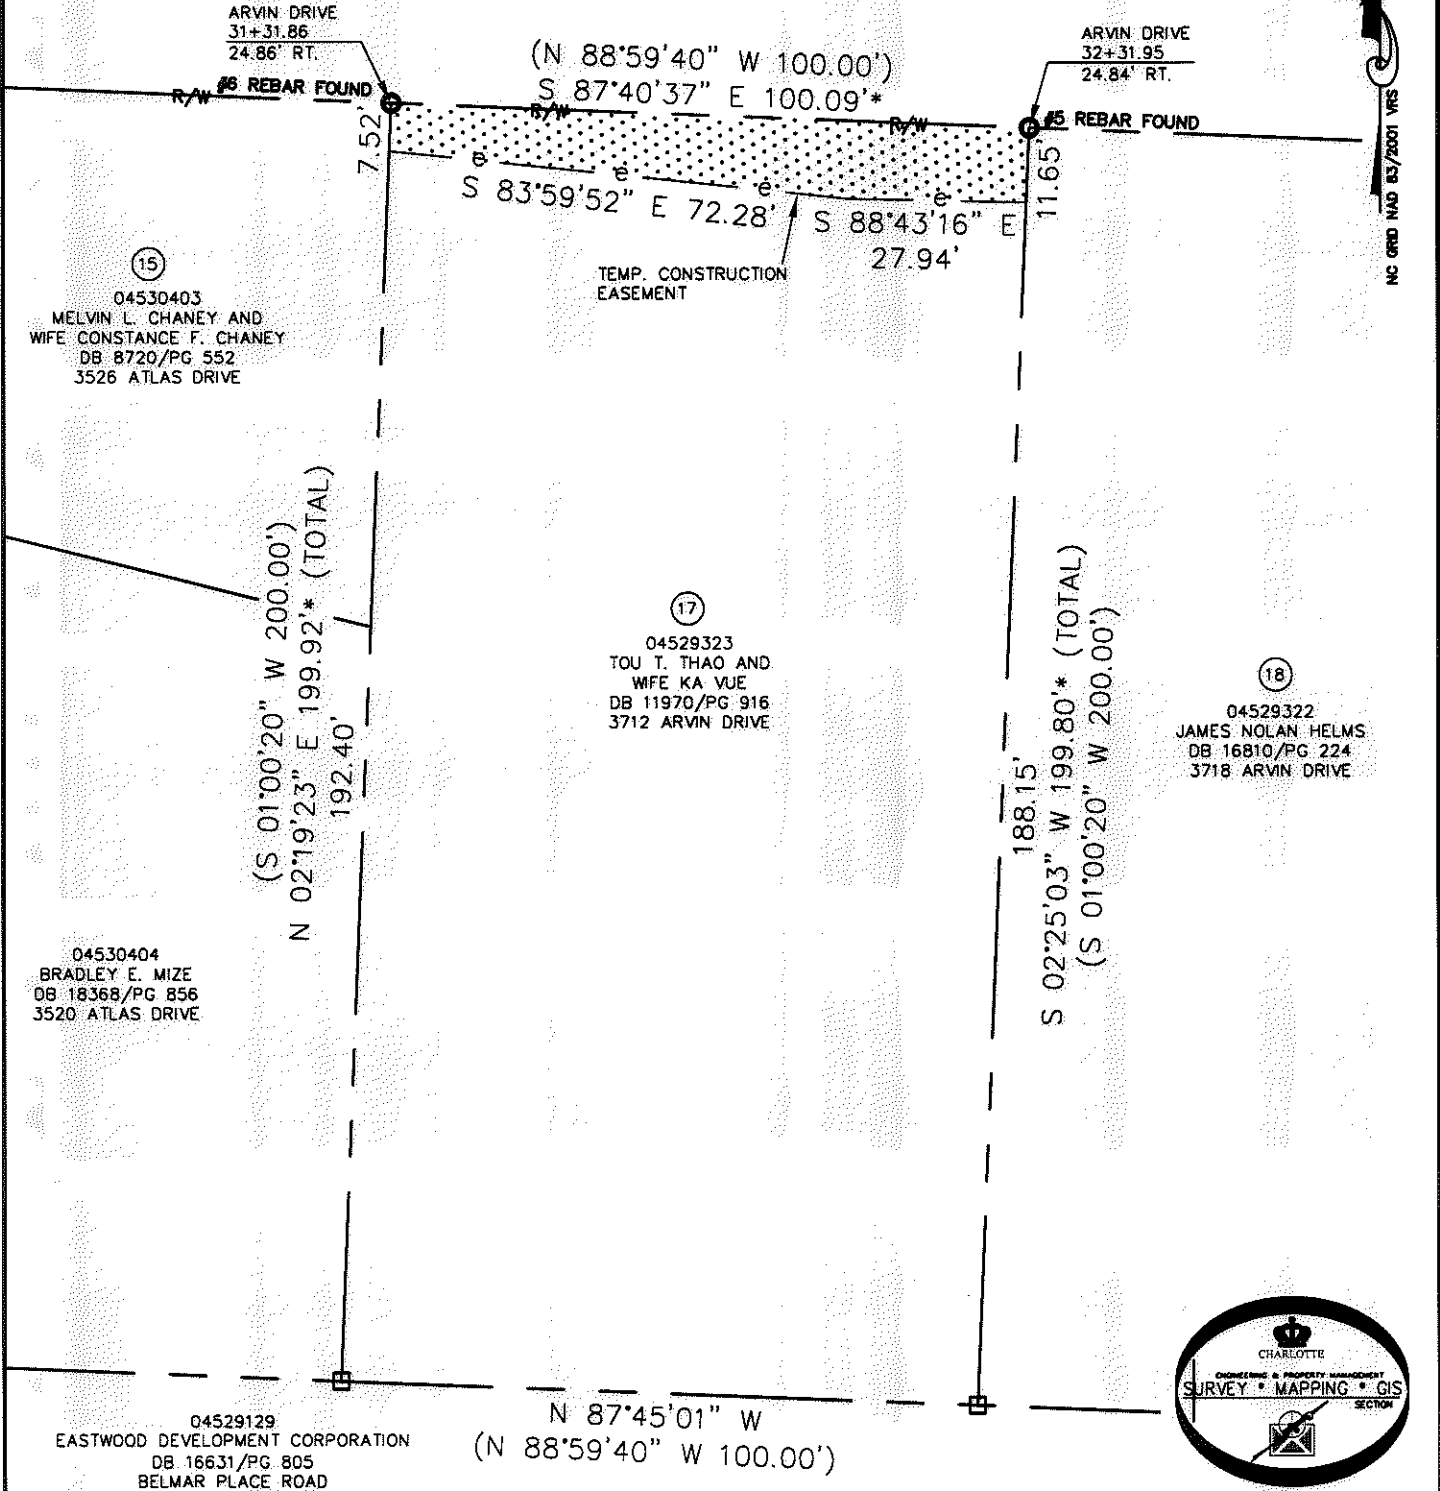 ARVIN DRIVE
31+31.86
24.86' RT.
(N 88°59'40" W 100.00')
S 87°40'37" E 100.09'*
ARVIN DRIVE
32+31.95
24.84' RT.
#6 REBAR FOUND
R/W
R/W
R/W
#5 REBAR FOUND
NC GRID NAD 83/2001 VRS
7.52'
e
e
e
e
11.65'
S 83°59'52" E 72.28'
S 88°43'16" E
27.94'
TEMP. CONSTRUCTION
EASEMENT
15
04530403
MELVIN L. CHANEY AND
WIFE CONSTANCE F. CHANEY
DB 8720/PG 552
3526 ATLAS DRIVE
(S 01°00'20" W 200.00')
N 02°19'23" E 199.92'* (TOTAL)
192.40'
17
04529323
TOU T. THAO AND
WIFE KA VUE
DB 11970/PG 916
3712 ARVIN DRIVE
188.15'
S 02°25'03" W 199.80'* (TOTAL)
(S 01°00'20" W 200.00')
18
04529322
JAMES NOLAN HELMS
DB 16810/PG 224
3718 ARVIN DRIVE
04530404
BRADLEY E. MIZE
DB 18368/PG 856
3520 ATLAS DRIVE
04529129
EASTWOOD DEVELOPMENT CORPORATION
DB 16631/PG 805
BELMAR PLACE ROAD
N 87°45'01" W
(N 88°59'40" W 100.00')
CHARLOTTE
ENGINEERING & PROPERTY MANAGEMENT
SURVEY * MAPPING * GIS
SECTION